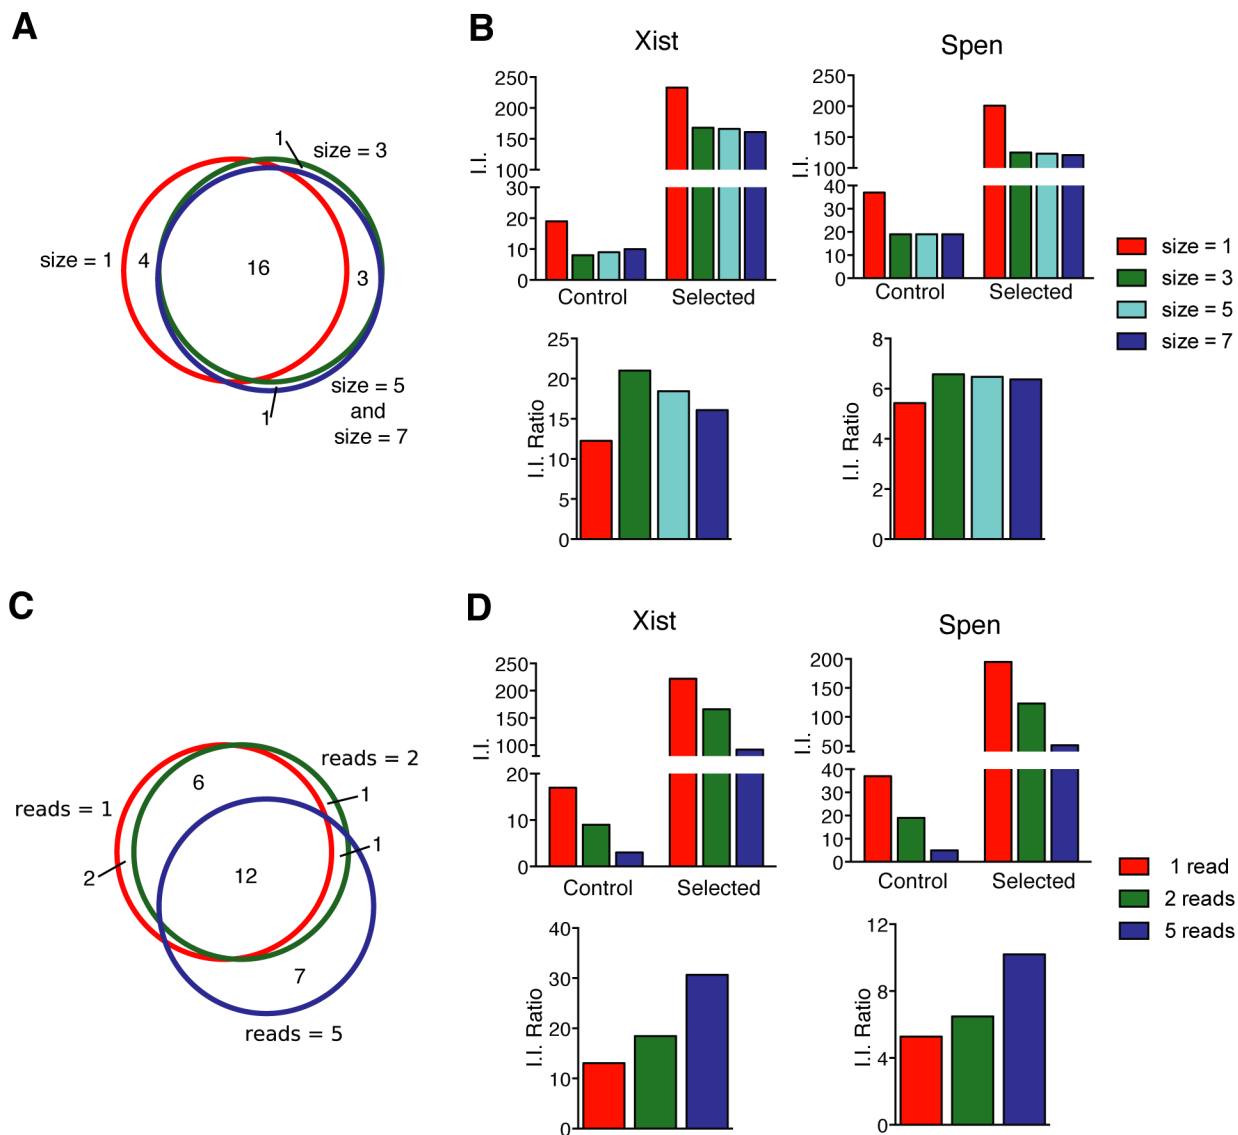 A
size = 1
4
16
3
1
size = 3
1
size = 5
and
size = 7
B
Xist
I.I.
250
200
150
100
30
20
10
0
Control
Selected
Spen
250
200
150
100
40
30
20
10
0
Control
Selected
size = 1
size = 3
size = 5
size = 7
I.I. Ratio
25
20
15
10
5
0
I.I. Ratio
8
6
4
2
0
C
reads = 1
2
6
reads = 2
1
1
12
7
reads = 5
D
Xist
I.I.
250
200
150
100
20
10
0
Control
Selected
Spen
I.I.
200
150
100
50
40
30
20
10
0
Control
Selected
1 read
2 reads
5 reads
I.I. Ratio
40
30
20
10
0
I.I. Ratio
12
8
4
0